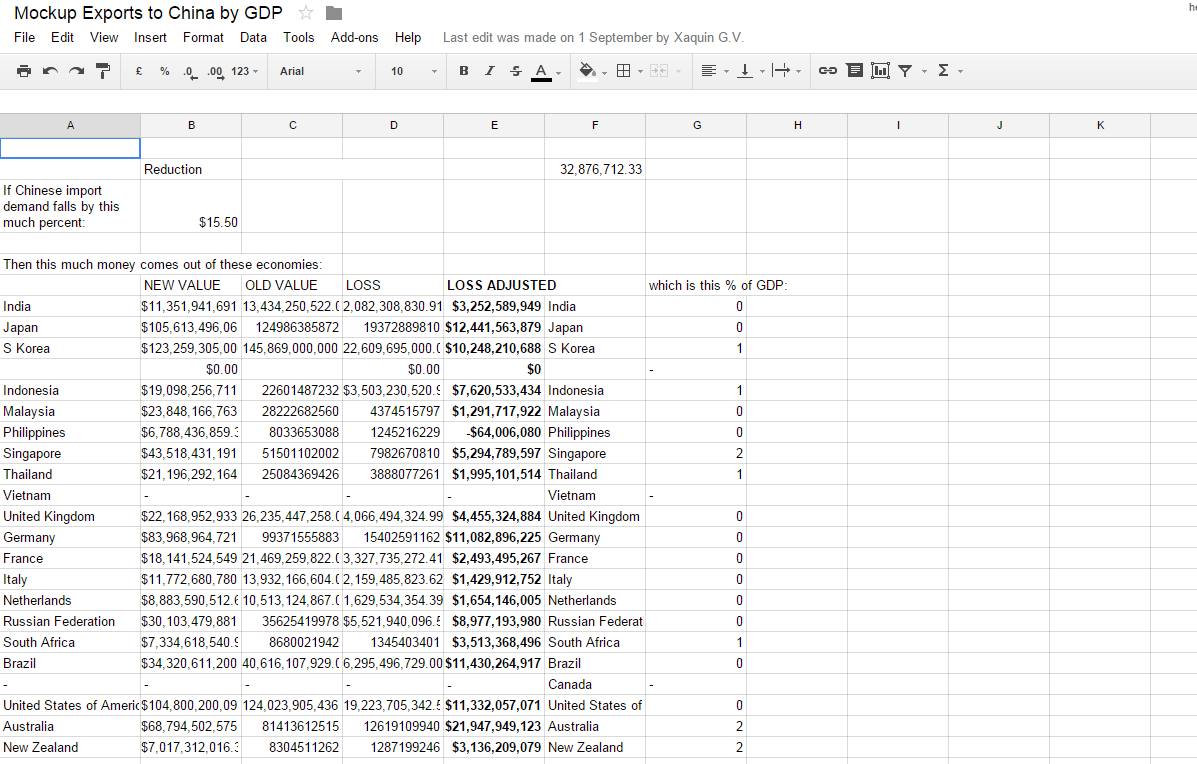 Mockup Exports to China by GDP
File Edit View Insert Format Data Tools Add-ons Help Last edit was made on 1 September by Xaquin G.V.
£ % .0 .00 123 Arial 10 B I S A Σ
A B C D E F G H I J K
Reduction 32,876,712.33
If Chinese import
demand falls by this
much percent: $15.50
Then this much money comes out of these economies:
NEW VALUE OLD VALUE LOSS LOSS ADJUSTED which is this % of GDP:
India $11,351,941,691 13,434,250,522.0 2,082,308,830.91 $3,252,589,949 India 0
Japan $105,613,496,06 124986385872 19372889810 $12,441,563,879 Japan 0
S Korea $123,259,305,00 145,869,000,000 22,609,695,000.0 $10,248,210,688 S Korea 1
$0.00 $0.00 $0 -
Indonesia $19,098,256,711 22601487232 $3,503,230,520.9 $7,620,533,434 Indonesia 1
Malaysia $23,848,166,763 28222682560 4374515797 $1,291,717,922 Malaysia 0
Philippines $6,788,436,859.3 8033653088 1245216229 -$64,006,080 Philippines 0
Singapore $43,518,431,191 51501102002 7982670810 $5,294,789,597 Singapore 2
Thailand $21,196,292,164 25084369426 3888077261 $1,995,101,514 Thailand 1
Vietnam - - - - Vietnam -
United Kingdom $22,168,952,933 26,235,447,258.0 4,066,494,324.99 $4,455,324,884 United Kingdom 0
Germany $83,968,964,721 99371555883 15402591162 $11,082,896,225 Germany 0
France $18,141,524,549 21,469,259,822.0 3,327,735,272.41 $2,493,495,267 France 0
Italy $11,772,680,780 13,932,166,604.0 2,159,485,823.62 $1,429,912,752 Italy 0
Netherlands $8,883,590,512.6 10,513,124,867.0 1,629,534,354.39 $1,654,146,005 Netherlands 0
Russian Federation $30,103,479,881 35625419978 $5,521,940,096.5 $8,977,193,980 Russian Federat 0
South Africa $7,334,618,540.9 8680021942 1345403401 $3,513,368,496 South Africa 1
Brazil $34,320,611,200 40,616,107,929.0 6,295,496,729.00 $11,430,264,917 Brazil 0
- - - - - Canada -
United States of Americ $104,800,200,09 124,023,905,436 19,223,705,342.5 $11,332,057,071 United States of 0
Australia $68,794,502,575 81413612515 12619109940 $21,947,949,123 Australia 2
New Zealand $7,017,312,016.3 8304511262 1287199246 $3,136,209,079 New Zealand 2